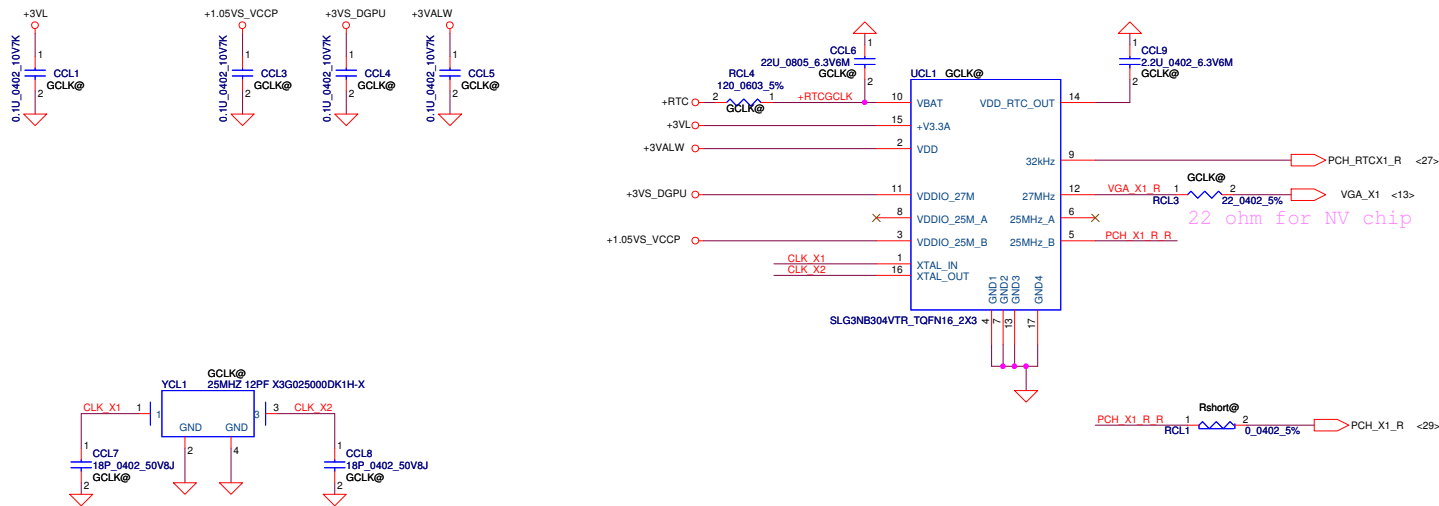 +3VL
+1.05VS_VCCP
+3VS_DGPU
+3VALW
0.1U_0402_10V7K
1
CCL1
GCLK@
2
0.1U_0402_10V7K
1
CCL3
GCLK@
2
0.1U_0402_10V7K
1
CCL4
GCLK@
2
0.1U_0402_10V7K
1
CCL5
GCLK@
2
1
CCL6
22U_0805_6.3V6M
GCLK@
2
1
CCL9
2.2U_0402_6.3V6M
GCLK@
2
RCL4
120_0603_5%
UCL1 GCLK@
+RTC 2 1 +RTCGCLK 10 VBAT
GCLK@
VDD_RTC_OUT 14
+3VL 15 +V3.3A
+3VALW 2 VDD
32kHz 9 PCH_RTCX1_R <27>
GCLK@
+3VS_DGPU 11 VDDIO_27M
27MHz 12 VGA_X1_R 1 2 VGA_X1 <13>
RCL3 22_0402_5%
22 ohm for NV chip
8 VDDIO_25M_A
25MHz_A 6
+1.05VS_VCCP 3 VDDIO_25M_B
25MHz_B 5 PCH_X1_R_R
CLK_X1 1 XTAL_IN
CLK_X2 16 XTAL_OUT
GND1
GND2
GND3
GND4
SLG3NB304VTR_TQFN16_2X3
4
7
13
17
GCLK@
YCL1 25MHZ 12PF X3G025000DK1H-X
CLK_X1 1 1 3 3 CLK_X2
GND GND
2 4
1
CCL7
18P_0402_50V8J
GCLK@
2
1
CCL8
18P_0402_50V8J
GCLK@
2
Rshort@
PCH_X1_R_R 1 2 PCH_X1_R <29>
RCL1 0_0402_5%